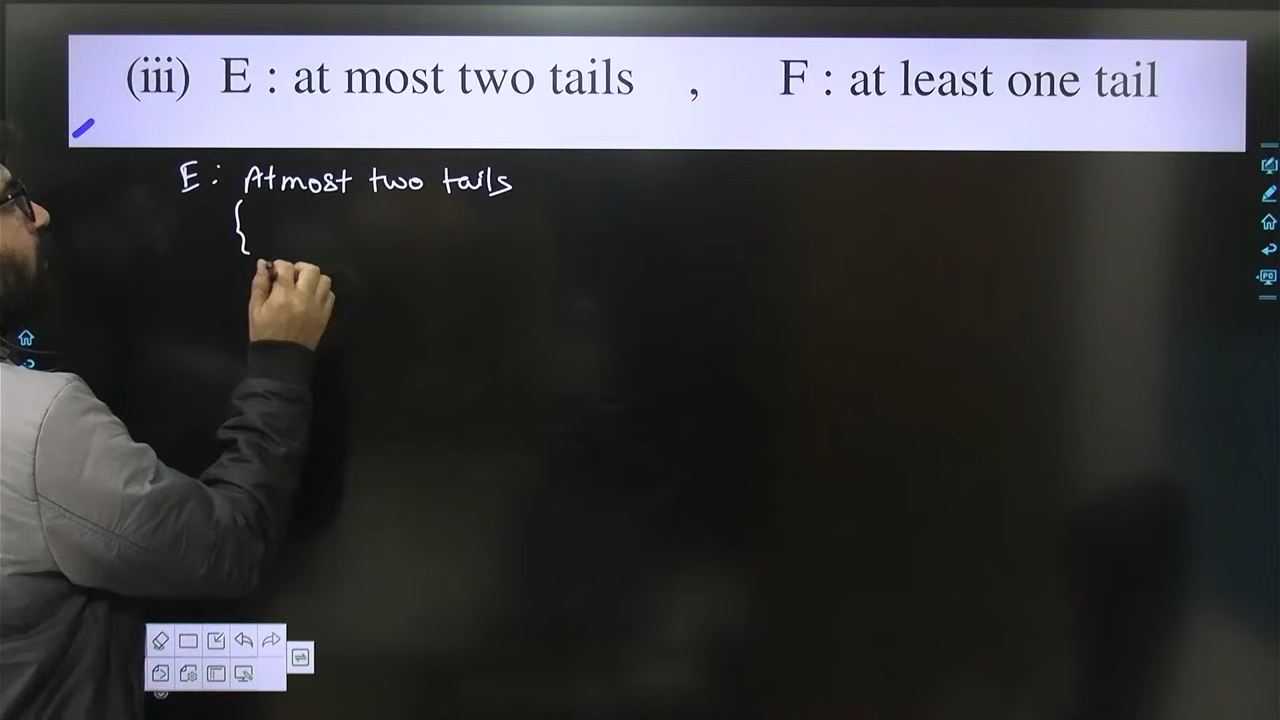 (iii) E : at most two tails , F : at least one tail
E : Atmost two tails
{